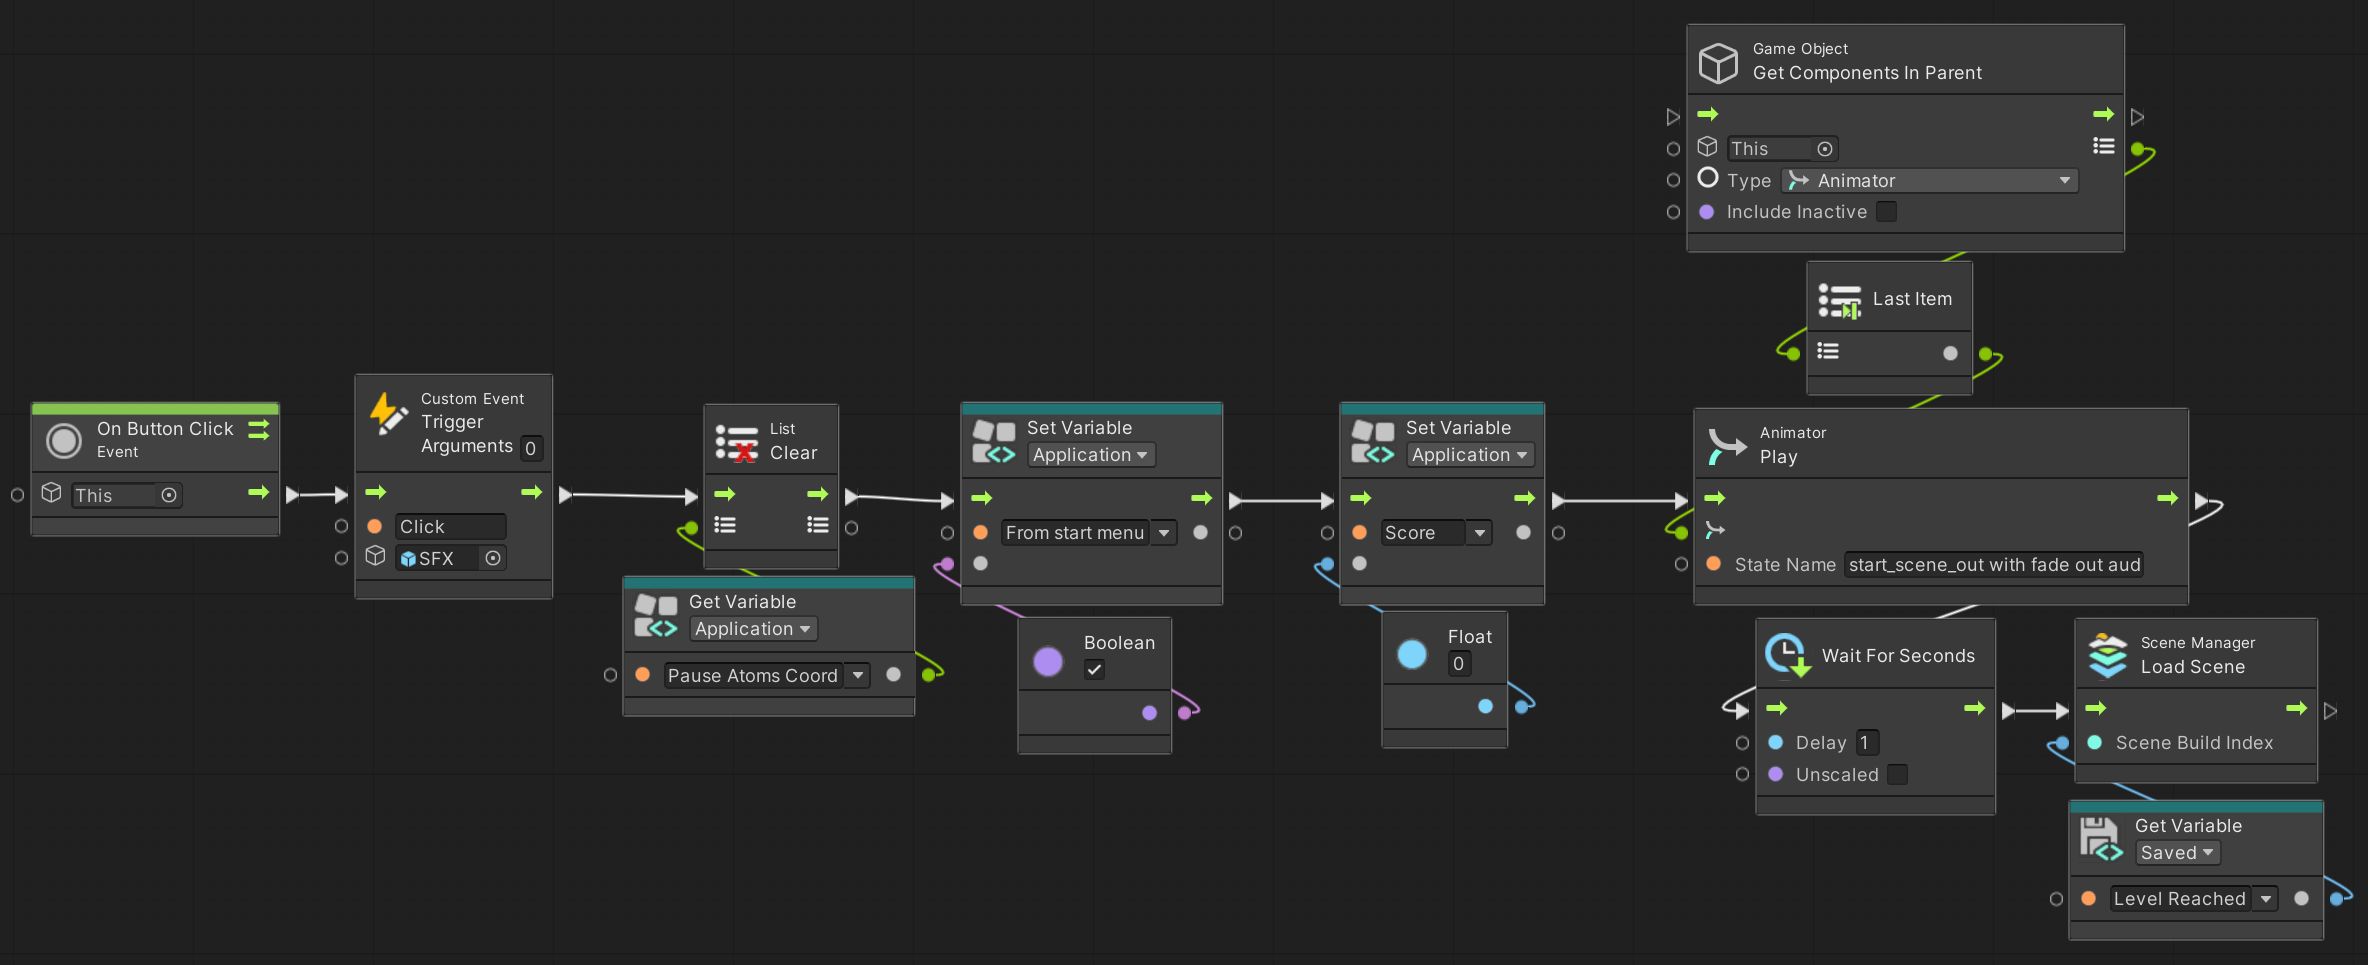 On Button Click
Event
This
Custom Event
Trigger
Arguments 0
Click
SFX
List
Clear
Get Variable
Application
Pause Atoms Coord
Set Variable
Application
From start menu
Boolean
Set Variable
Application
Score
Float
0
Game Object
Get Components In Parent
This
Type Animator
Include Inactive
Last Item
Animator
Play
State Name start_scene_out with fade out aud
Wait For Seconds
Delay 1
Unscaled
Scene Manager
Load Scene
Scene Build Index
Get Variable
Saved
Level Reached